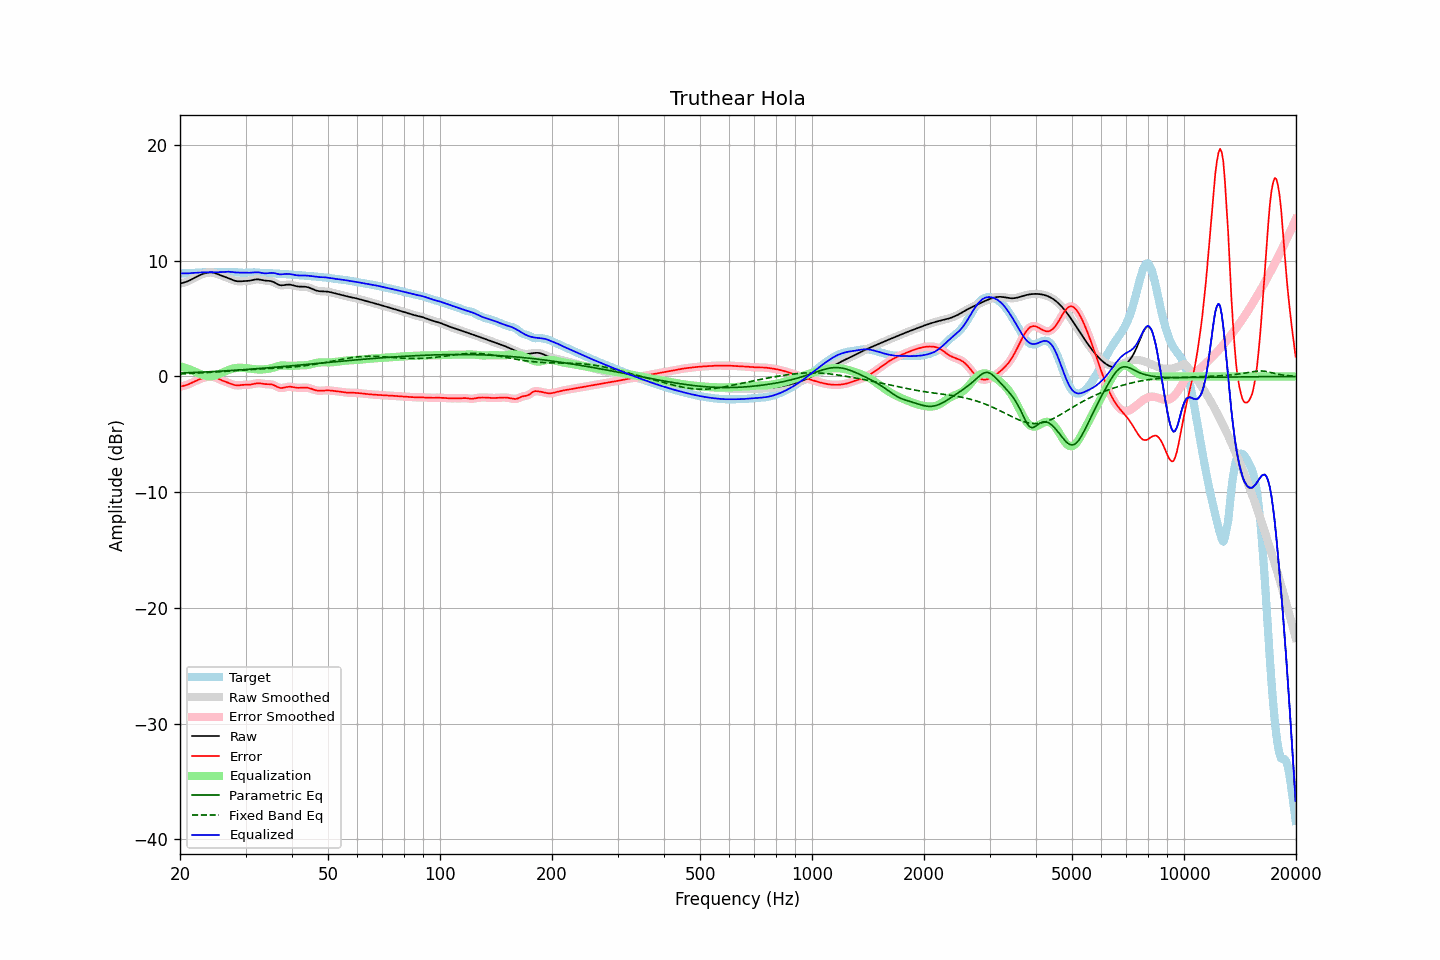 Truthear Hola
20
10
0
−10
−20
−30
−40
Amplitude (dBr)
Target
Raw Smoothed
Error Smoothed
Raw
Error
Equalization
Parametric Eq
Fixed Band Eq
Equalized
20 50 100 200 500 1000 2000 5000 10000 20000
Frequency (Hz)